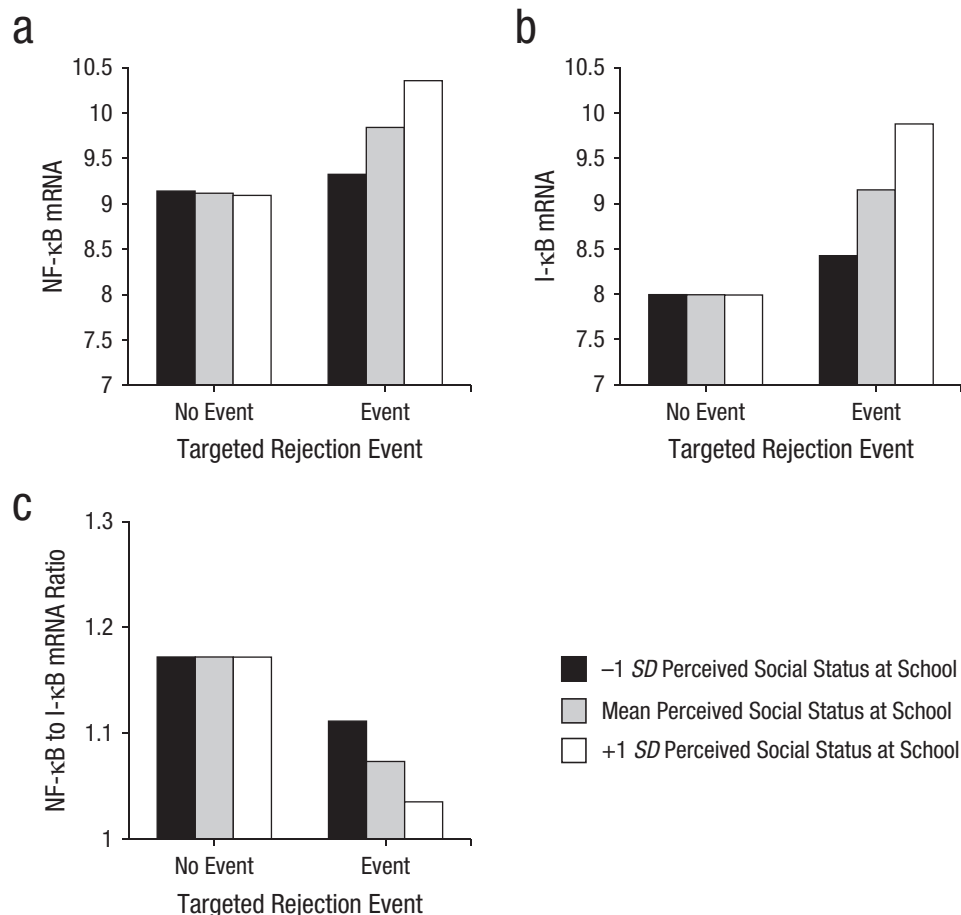 a
NF-κB mRNA
10.5
10
9.5
9
8.5
8
7.5
7
No Event
Event
Targeted Rejection Event
b
I-κB mRNA
10.5
10
9.5
9
8.5
8
7.5
7
No Event
Event
Targeted Rejection Event
c
NF-κB to I-κB mRNA Ratio
1.3
1.2
1.1
1
No Event
Event
Targeted Rejection Event
–1 SD Perceived Social Status at School
Mean Perceived Social Status at School
+1 SD Perceived Social Status at School